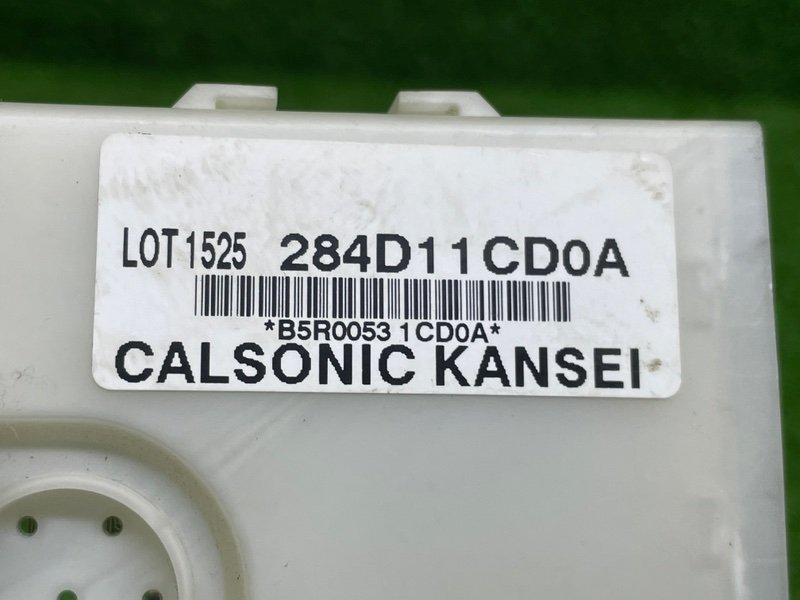 LOT 1525 284D11CD0A
*B5R0053 1CD0A*
CALSONIC KANSEI